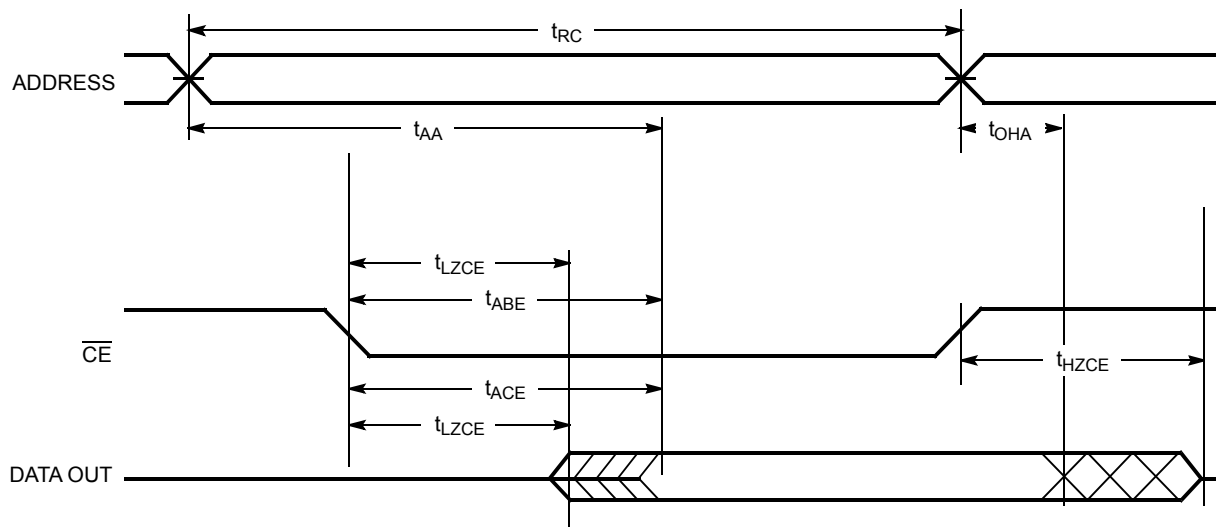 tRC
ADDRESS
tAA
tOHA
tLZCE
tABE
CE
tHZCE
tACE
tLZCE
DATA OUT